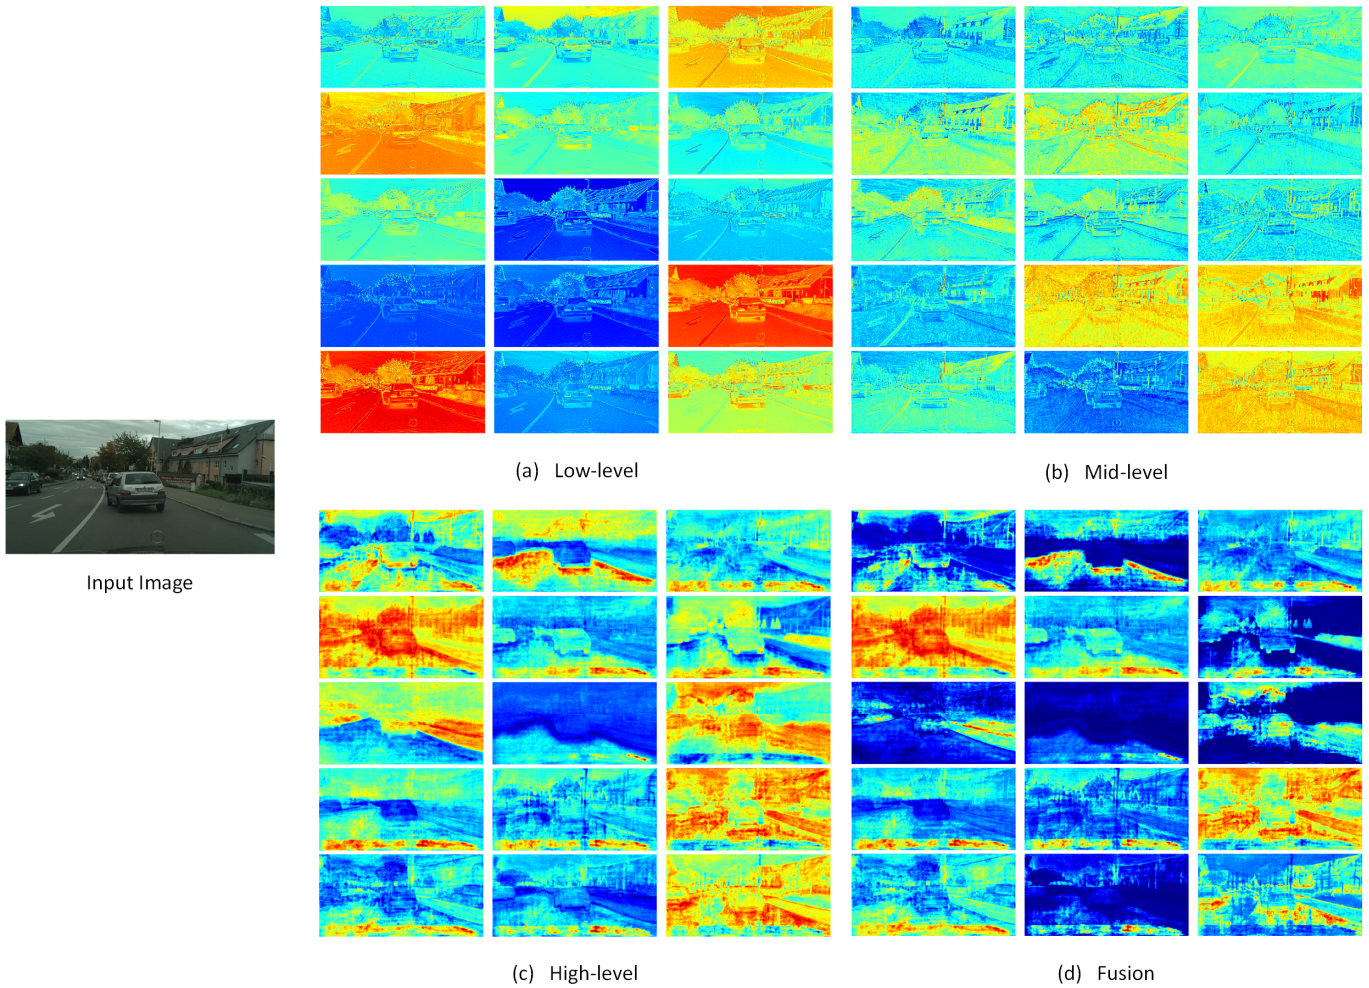 (a) Low-level
(b) Mid-level
Input Image
(c) High-level
(d) Fusion